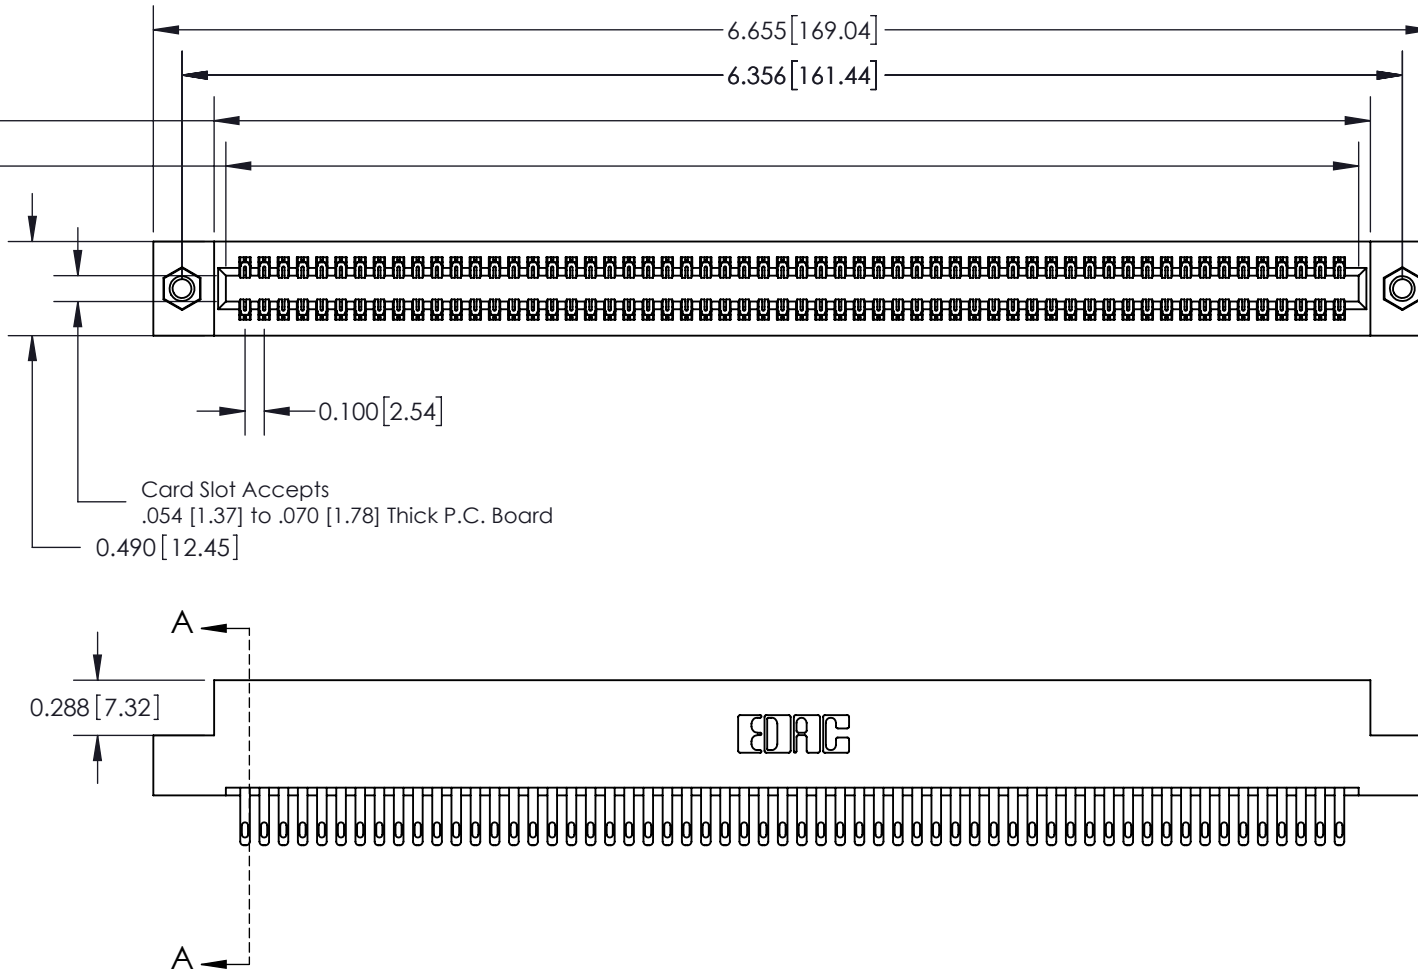 6.655[169.04]
6.356[161.44]
0.100[2.54]
Card Slot Accepts
.054 [1.37] to .070 [1.78] Thick P.C. Board
0.490[12.45]
A
0.288[7.32]
EDAC
A